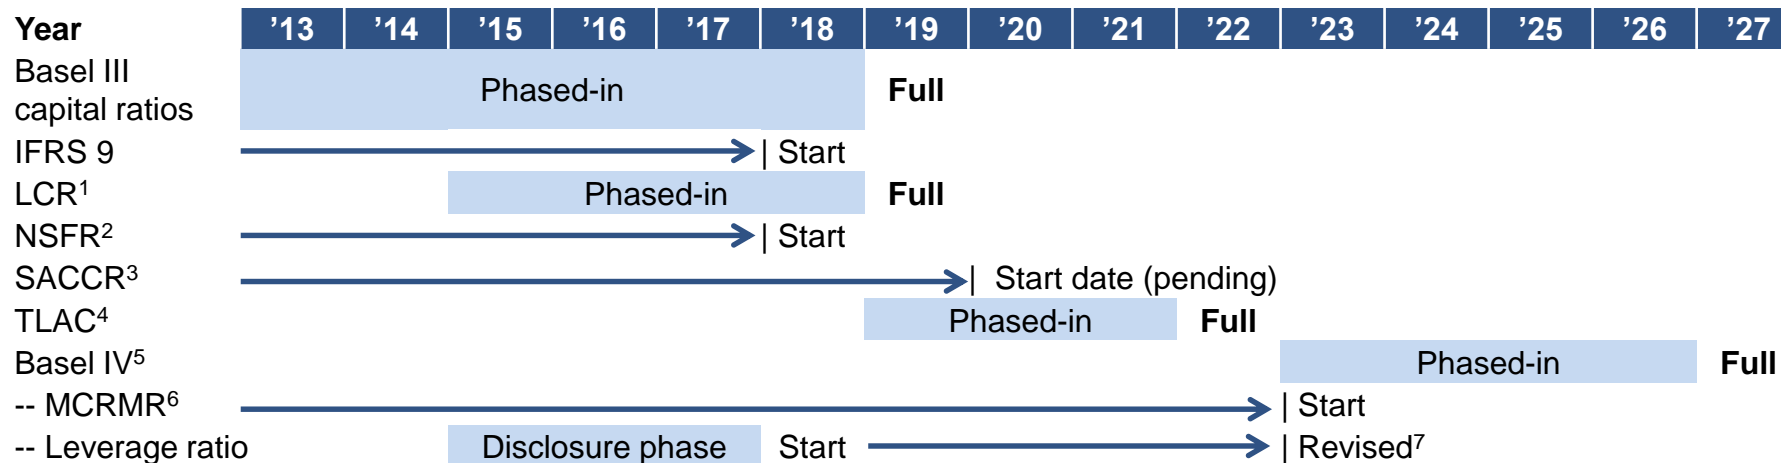 Year ’13 ’14 ’15 ’16 ’17 ’18 ’19 ’20 ’21 ’22 ’23 ’24 ’25 ’26 ’27
Basel III
capital ratios Phased-in Full
IFRS 9 | Start
LCR¹ Phased-in Full
NSFR² | Start
SACCR³ | Start date (pending)
TLAC⁴ Phased-in Full
Basel IV⁵ Phased-in Full
-- MCRMR⁶ | Start
-- Leverage ratio Disclosure phase Start | Revised⁷